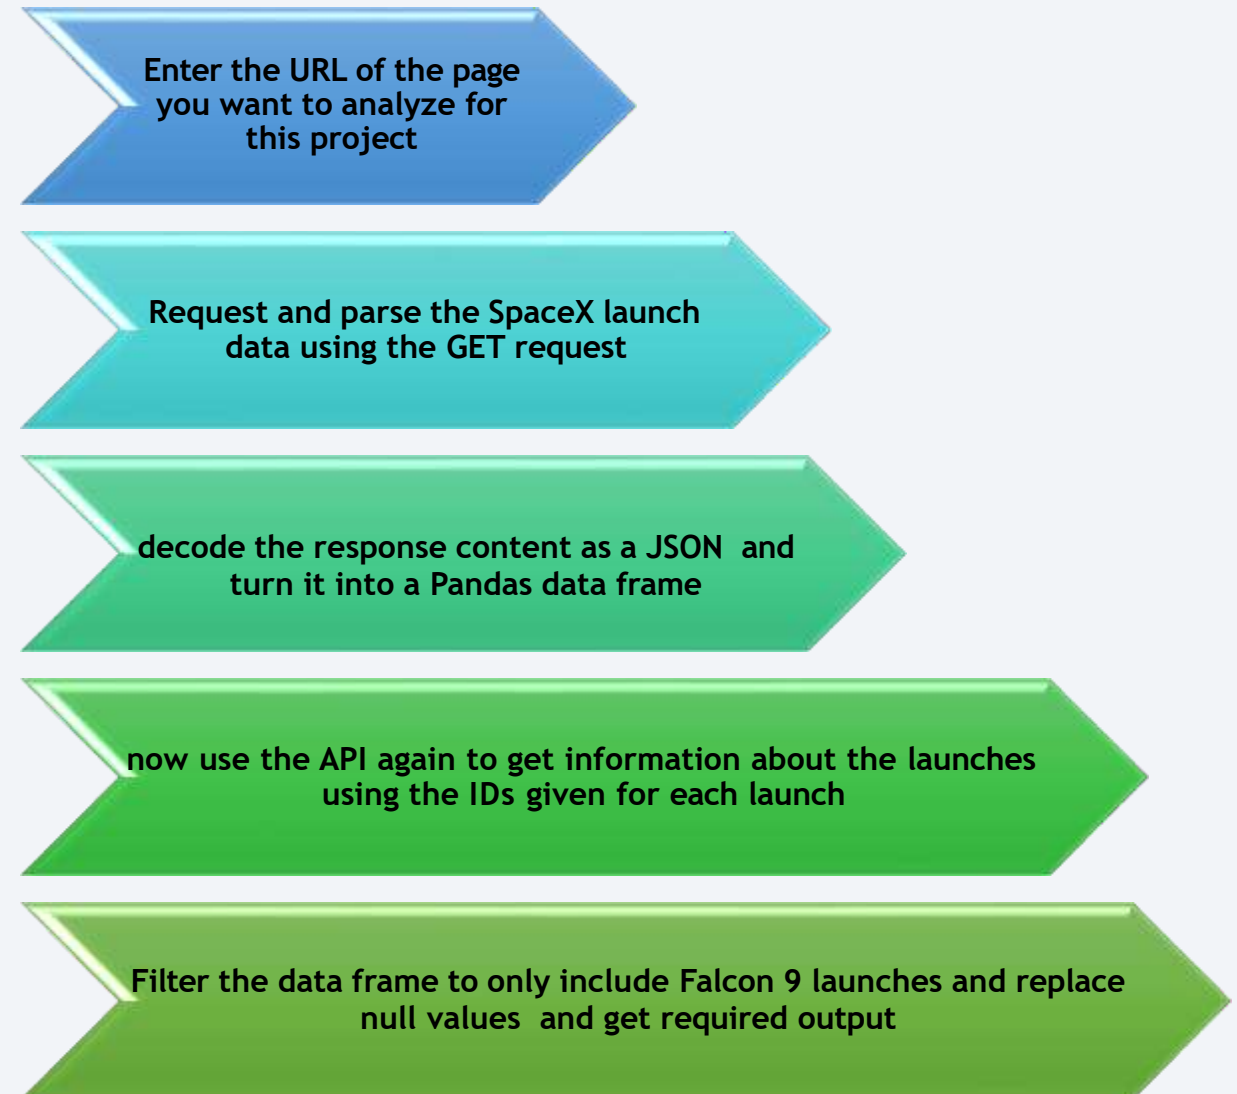 Enter the URL of the page
you want to analyze for
this project
Request and parse the SpaceX launch
data using the GET request
decode the response content as a JSON  and
turn it into a Pandas data frame
now use the API again to get information about the launches
using the IDs given for each launch
Filter the data frame to only include Falcon 9 launches and replace
null values  and get required output